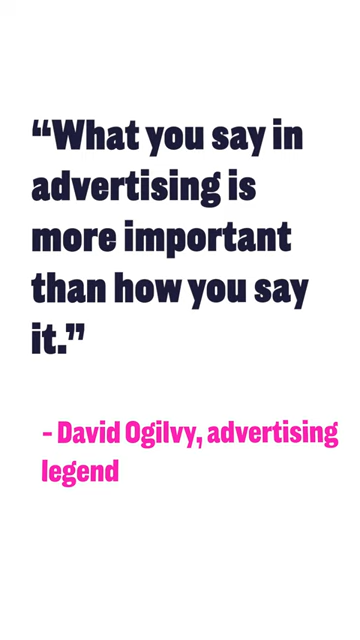 “What you say in
advertising is
more important
than how you say
it.”
- David Ogilvy, advertising
legend